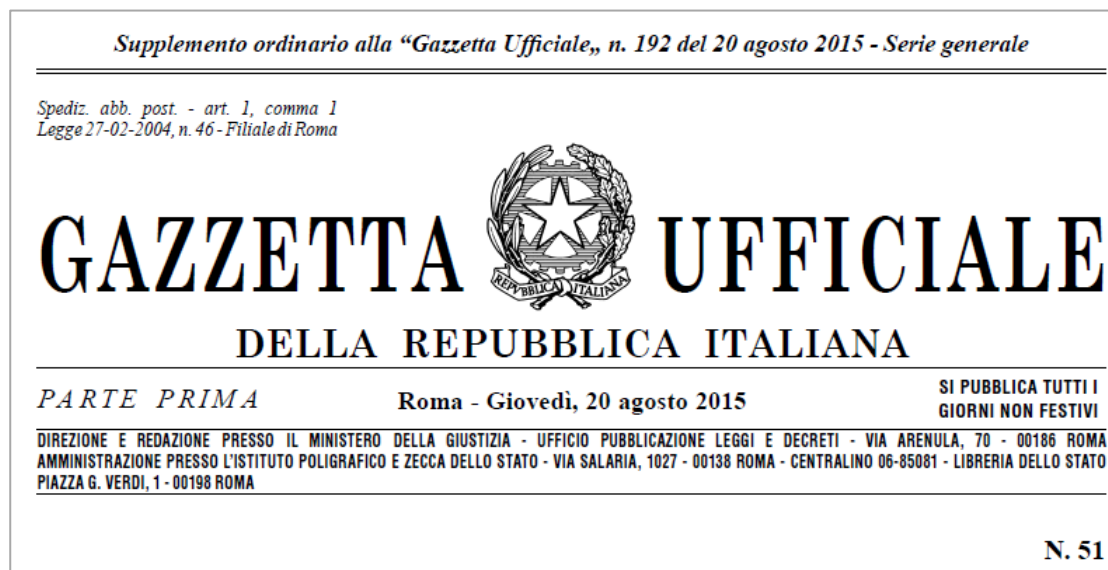 Supplemento ordinario alla “Gazzetta Ufficiale„ n. 192 del 20 agosto 2015 - Serie generale
Spediz. abb. post. - art. 1, comma 1
Legge 27-02-2004, n. 46 - Filiale di Roma
GAZZETTA UFFICIALE
REPVBBLICA ITALIANA
DELLA REPUBBLICA ITALIANA
PARTE PRIMA
Roma - Giovedì, 20 agosto 2015
SI PUBBLICA TUTTI I
GIORNI NON FESTIVI
DIREZIONE E REDAZIONE PRESSO IL MINISTERO DELLA GIUSTIZIA - UFFICIO PUBBLICAZIONE LEGGI E DECRETI - VIA ARENULA, 70 - 00186 ROMA
AMMINISTRAZIONE PRESSO L'ISTITUTO POLIGRAFICO E ZECCA DELLO STATO - VIA SALARIA, 1027 - 00138 ROMA - CENTRALINO 06-85081 - LIBRERIA DELLO STATO
PIAZZA G. VERDI, 1 - 00198 ROMA
N. 51